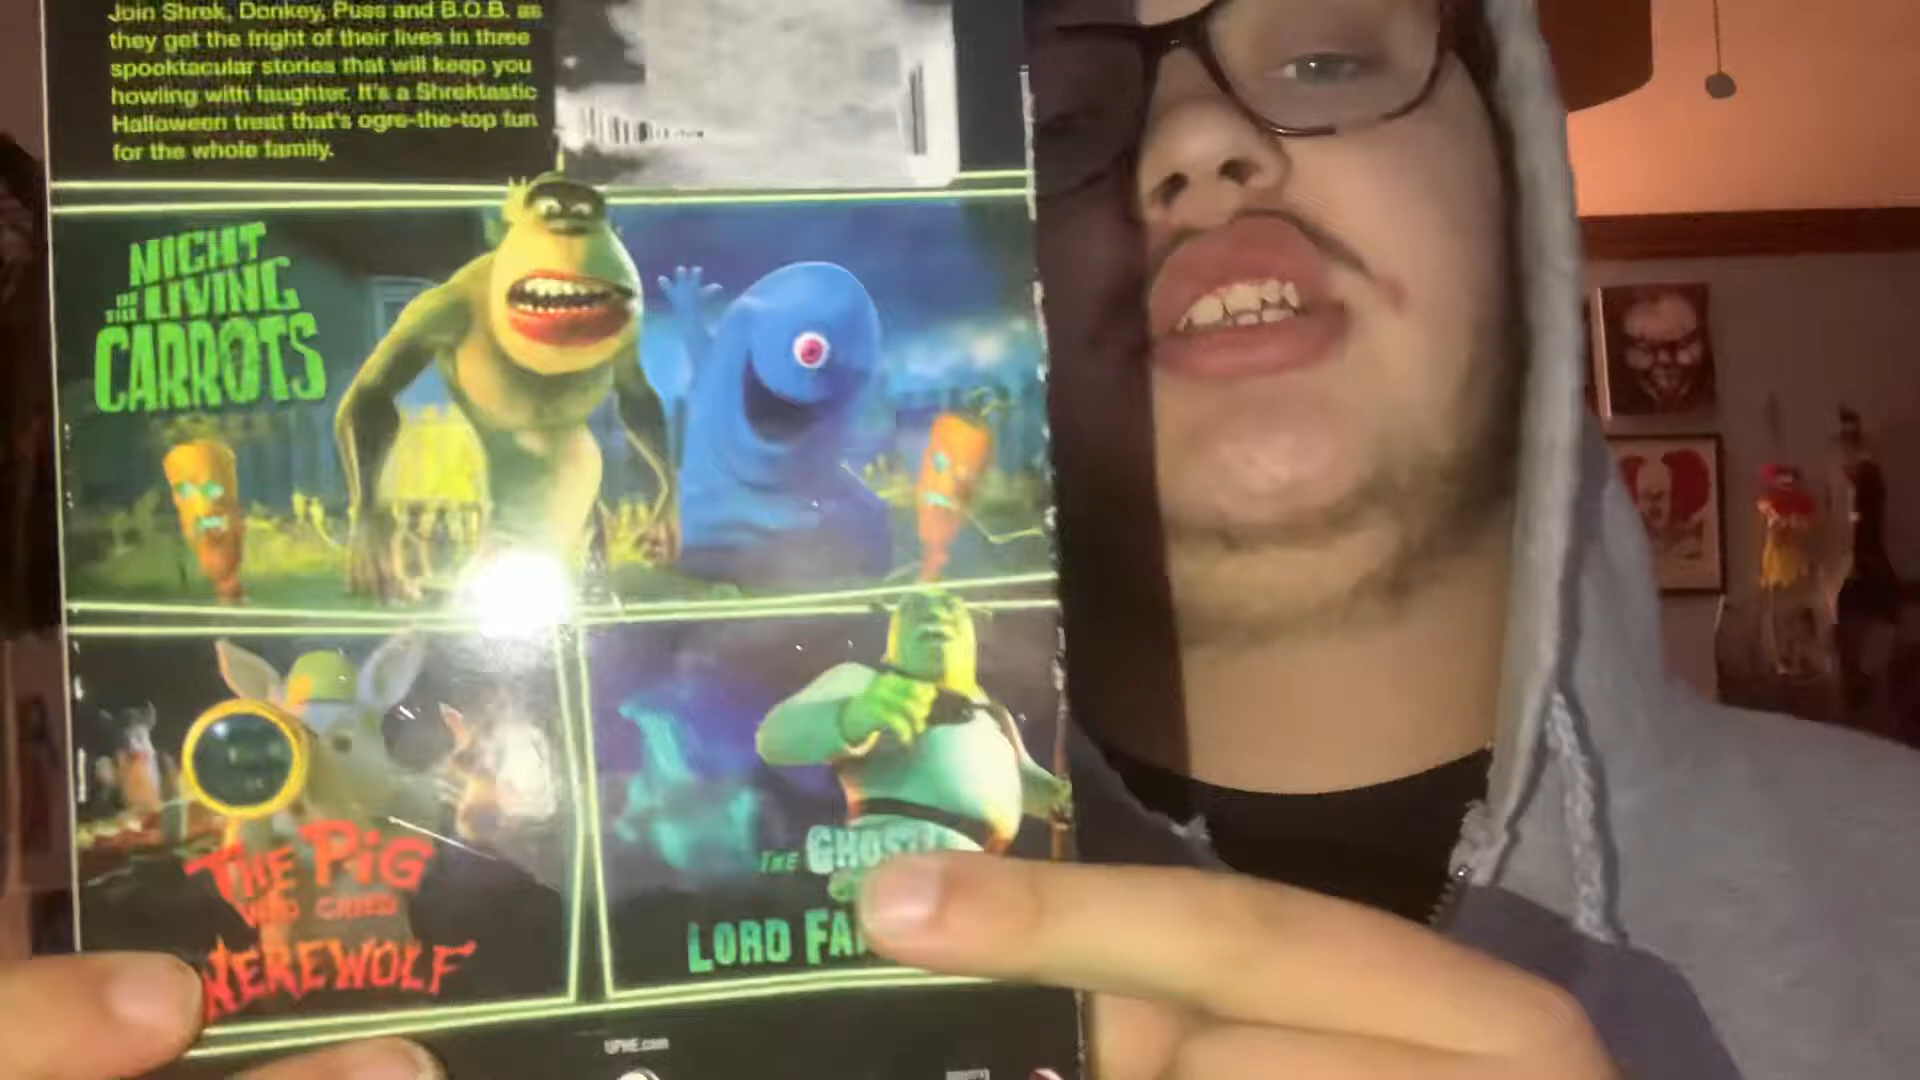 Join Shrek, Donkey, Puss and B.O.B. as
they get the fright of their lives in three
spooktacular stories that will keep you
howling with laughter. It's a Shrektastic
Halloween treat that's ogre-the-top fun
for the whole family.
NIGHT
OF THE LIVING
CARROTS
THE PIG
WHO CRIED
WEREWOLF
THE GHOST
OF
LORD FA
UPHE.com